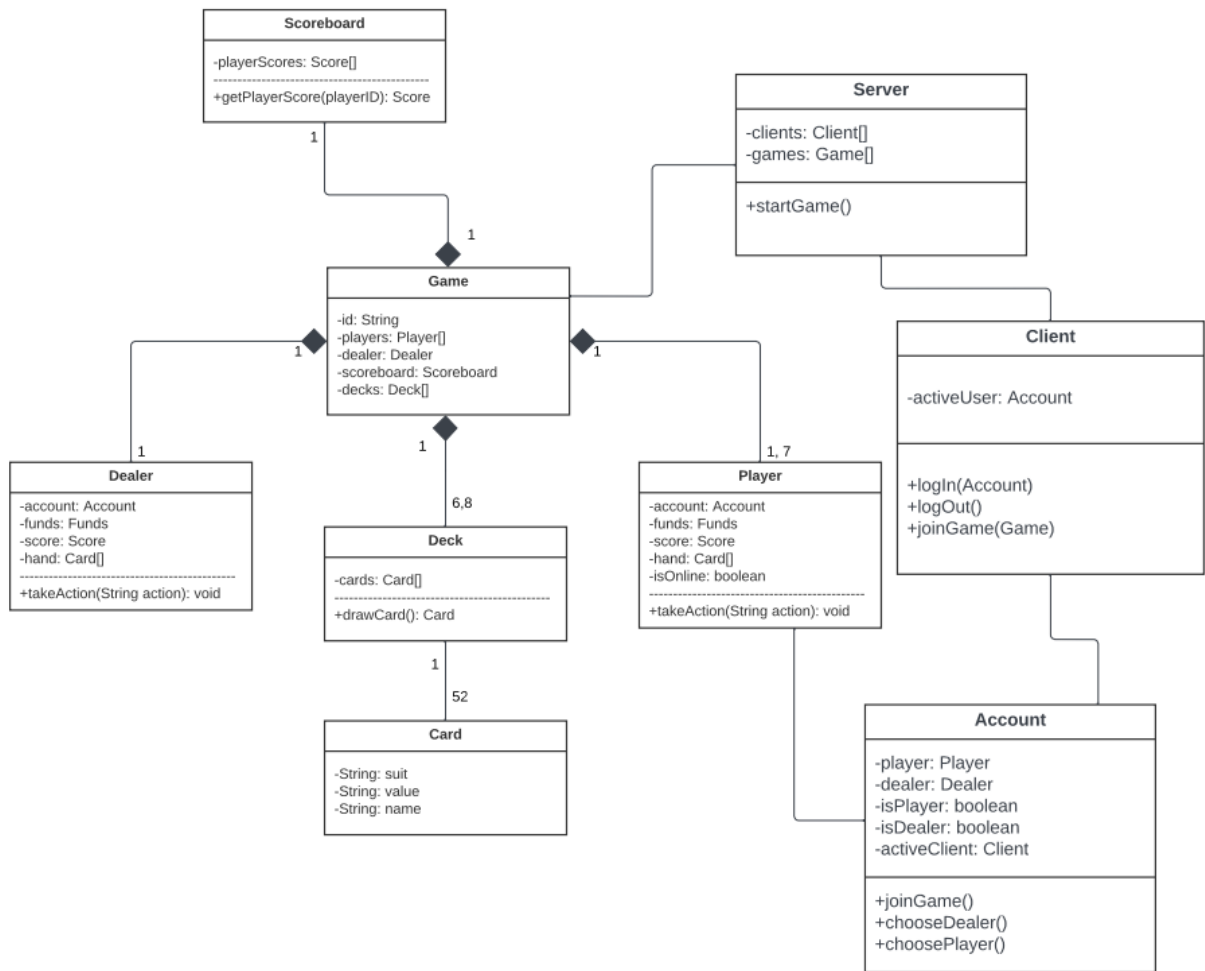 Scoreboard
-playerScores: Score[]
---------------------------------------------
+getPlayerScore(playerID): Score
1
1
Server
-clients: Client[]
-games: Game[]
+startGame()
Game
-id: String
-players: Player[]
-dealer: Dealer
-scoreboard: Scoreboard
-decks: Deck[]
1
1
1
1
6,8
1, 7
Client
-activeUser: Account
+logIn(Account)
+logOut()
+joinGame(Game)
Dealer
-account: Account
-funds: Funds
-score: Score
-hand: Card[]
---------------------------------------------
+takeAction(String action): void
Deck
-cards: Card[]
---------------------------------------------
+drawCard(): Card
1
52
Player
-account: Account
-funds: Funds
-score: Score
-hand: Card[]
-isOnline: boolean
---------------------------------------------
+takeAction(String action): void
Card
-String: suit
-String: value
-String: name
Account
-player: Player
-dealer: Dealer
-isPlayer: boolean
-isDealer: boolean
-activeClient: Client
+joinGame()
+chooseDealer()
+choosePlayer()